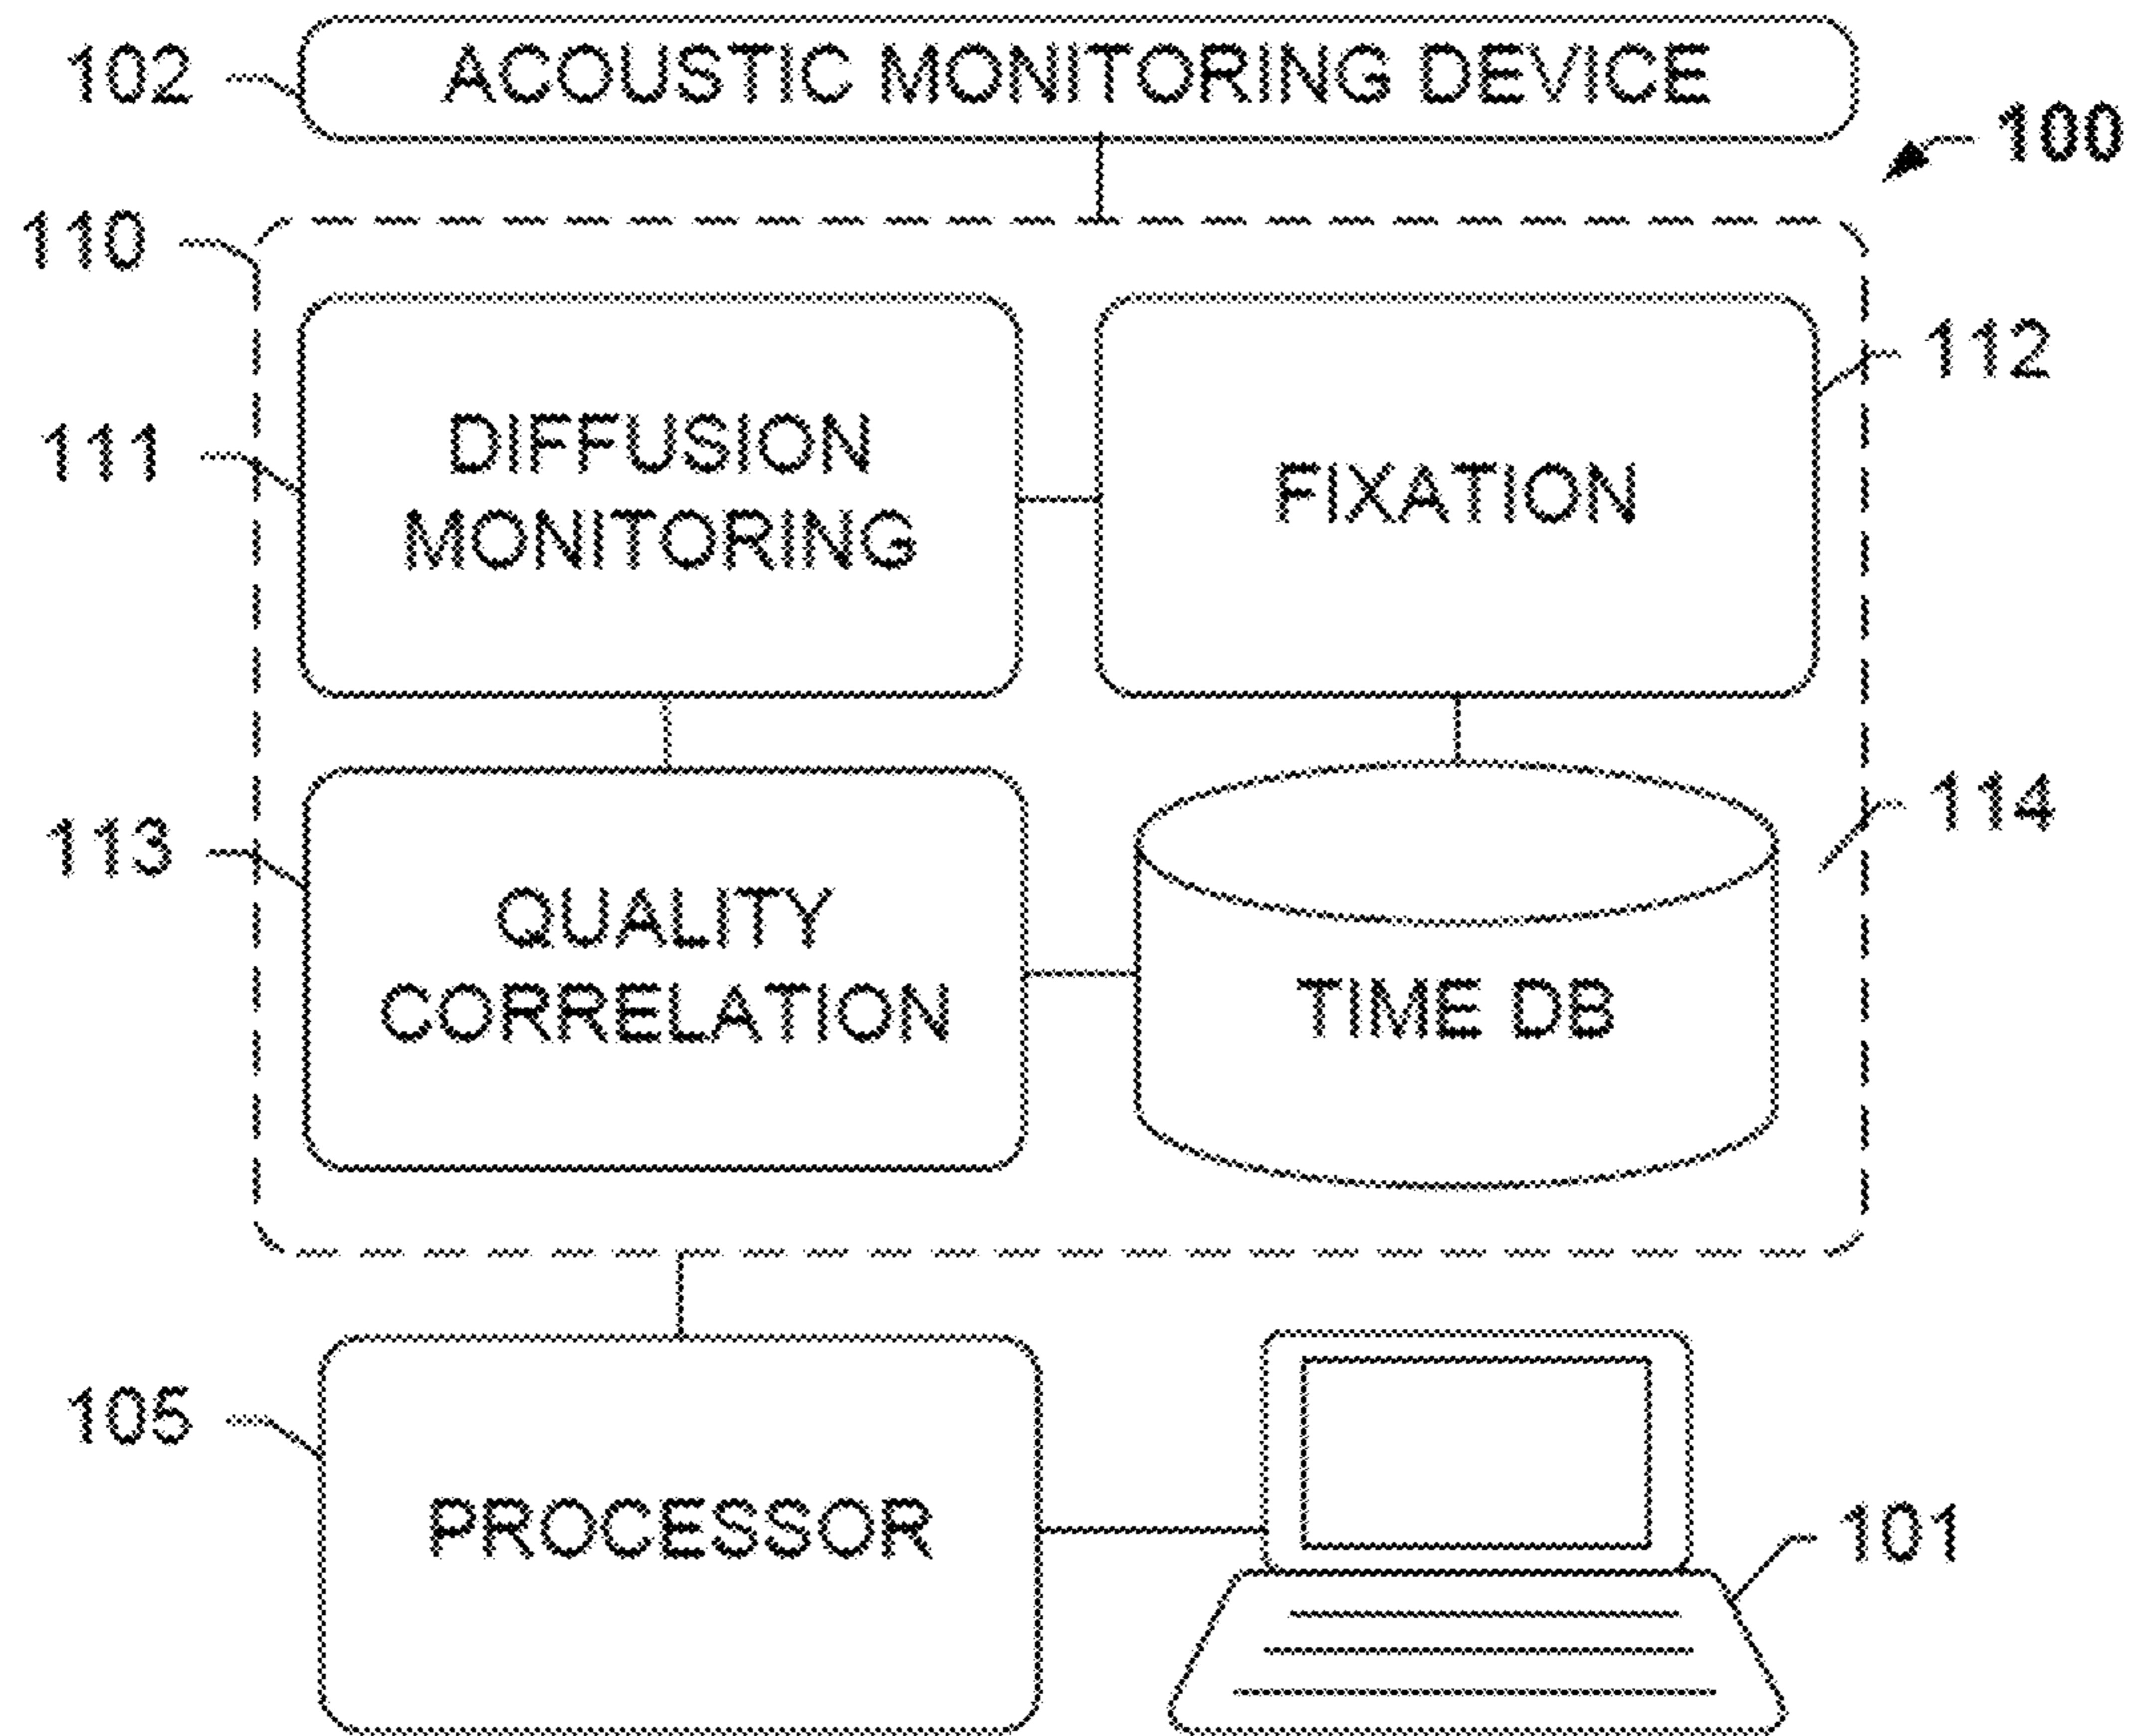 102
ACOUSTIC MONITORING DEVICE
100
110
111
DIFFUSION
MONITORING
FIXATION
112
113
QUALITY
CORRELATION
TIME DB
114
105
PROCESSOR
101